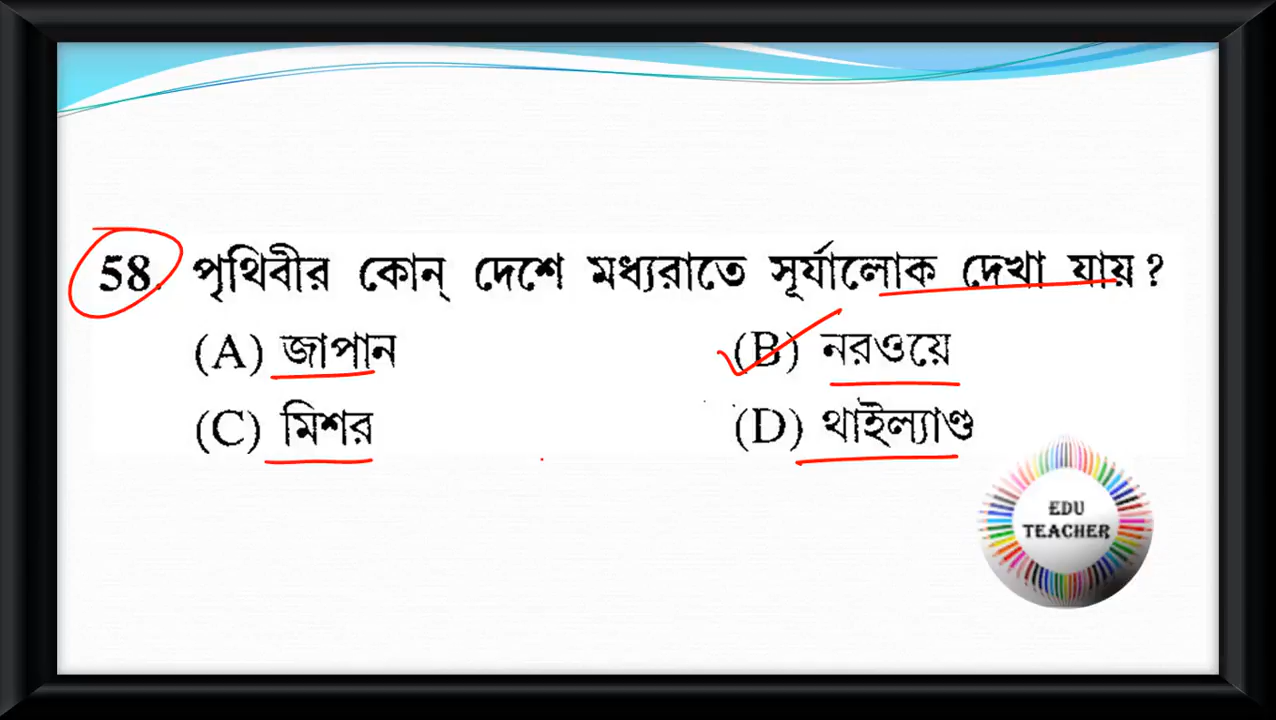 58. পৃথিবীর কোন্ দেশে মধ্যরাতে সূর্যালোক দেখা যায় ?
(A) জাপান (B) নরওয়ে
(C) মিশর (D) থাইল্যাণ্ড
EDU
TEACHER